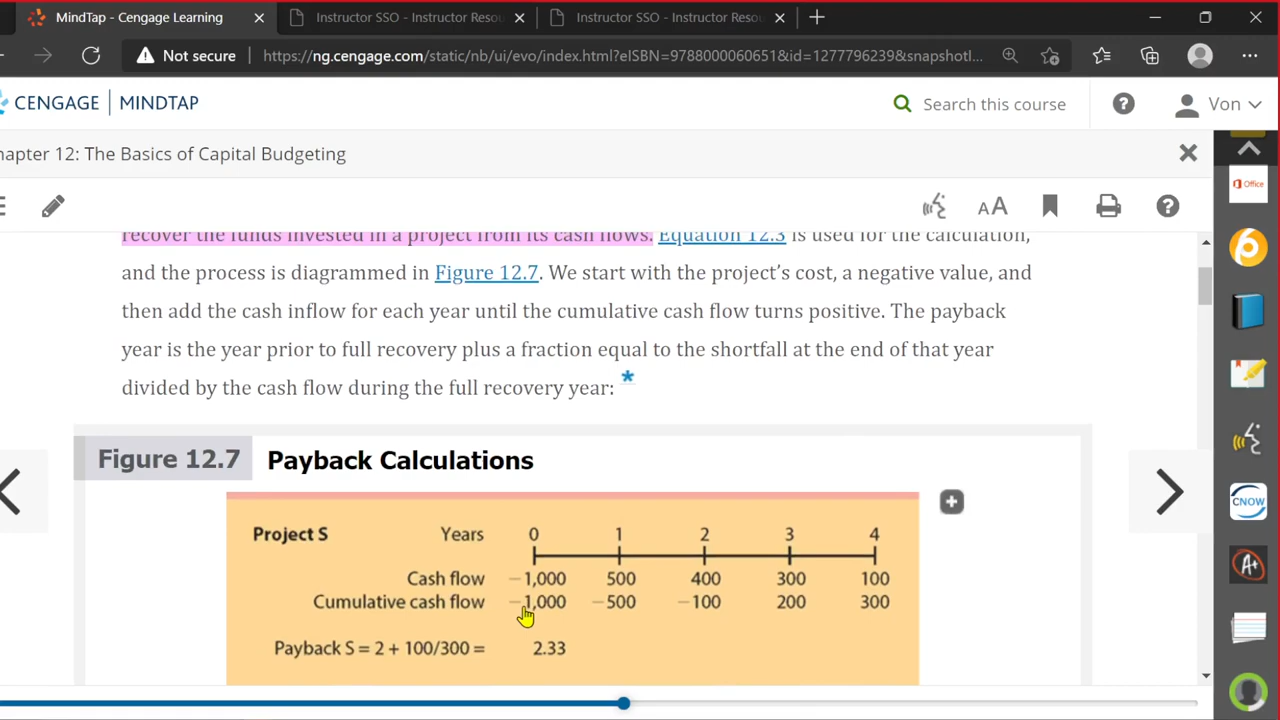 MindTap - Cengage Learning
Instructor SSO - Instructor Resou
Instructor SSO - Instructor Resou
Not secure
https://ng.cengage.com/static/nb/ui/evo/index.html?eISBN=9788000060651&id=1277796239&snapshotI...
CENGAGE MINDTAP
Search this course
Von
hapter 12: The Basics of Capital Budgeting
AA
recover the funds invested in a project from its cash flows. Equation 12.3 is used for the calculation,
and the process is diagrammed in Figure 12.7. We start with the project's cost, a negative value, and
then add the cash inflow for each year until the cumulative cash flow turns positive. The payback
year is the year prior to full recovery plus a fraction equal to the shortfall at the end of that year
divided by the cash flow during the full recovery year: *
Figure 12.7 Payback Calculations
Project S Years 0 1 2 3 4
Cash flow −1,000 500 400 300 100
Cumulative cash flow −1,000 −500 −100 200 300
Payback S = 2 + 100/300 = 2.33
Office
CNOW
A+